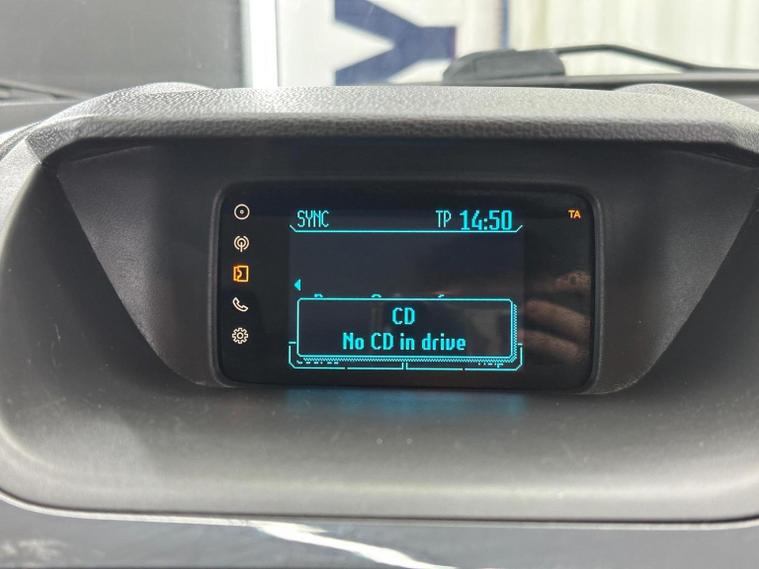 SYNC TP 14:50 TA
CD
No CD in drive